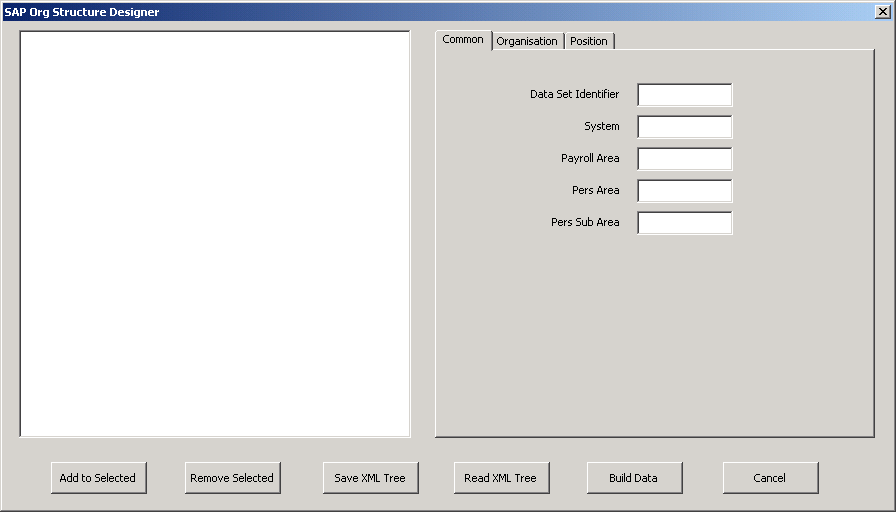 SAP Org Structure Designer
Common Organisation Position
Data Set Identifier
System
Payroll Area
Pers Area
Pers Sub Area
Add to Selected Remove Selected Save XML Tree Read XML Tree Build Data Cancel